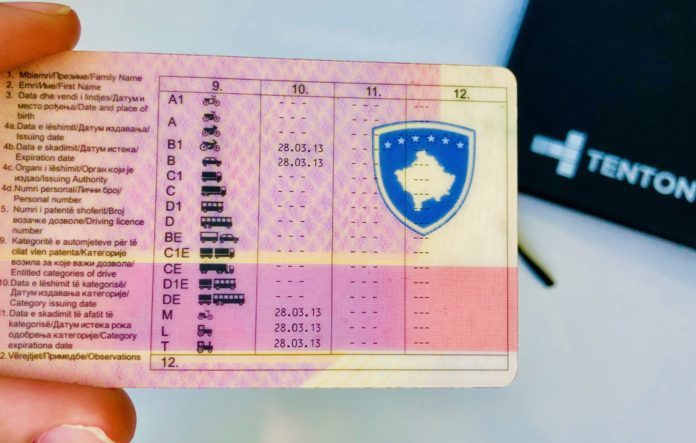 1. Mbiemri/Презиме/Family Name
2. Emri/Име/First Name
3. Data dhe vendi i lindjes/Датум и
место рођења/Date and place of
birth
4a.Data e lëshimit/Датум издавања/
Issuing date
4b.Data e skadimit/Датум истека/
Expiration date
4c.Organi i lëshimit/Орган који је
издао/Issuing Authority
4d.Numri personal/Лични број/
Personal number
5. Numri i patentë shoferit/Број
возачке дозволе/Driving licence
number
9. Kategoritë e automjeteve për të
cilat vlen patenta/Категорије
возила за које важи дозвола/
Entitled categories of drive
10.Data e lëshimit të kategorisë/
Датум издавања категорије/
Category issuing date
11.Data e skadimit të afatit të
kategorisë/Датум истека рока
одобрења категорије/Category
expirationa date
2.Vërejtjet/Примедбе/Observations
9. 10. 11. 12.
A1 --- --- ---
A --- --- ---
--- --- ---
B1 28.03.13 --- ---
B 28.03.13 --- ---
C1 --- --- ---
C --- --- ---
D1 --- --- ---
D --- --- ---
BE --- --- ---
C1E --- --- ---
CE --- --- ---
D1E --- --- ---
DE --- --- ---
M 28.03.13 --- ---
L 28.03.13 --- ---
T 28.03.13 --- ---
12.
TENTON